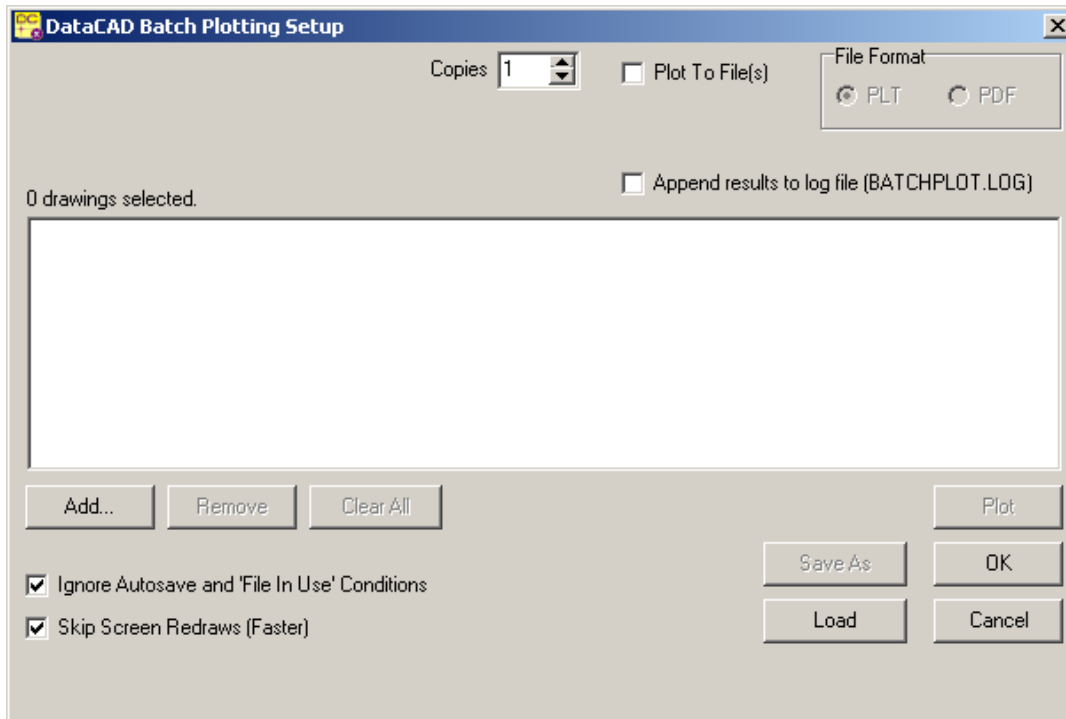 DataCAD Batch Plotting Setup
Copies 1
Plot To File(s)
File Format
PLT PDF
Append results to log file (BATCHPLOT.LOG)
0 drawings selected.
Add... Remove Clear All Plot
Save As OK
Ignore Autosave and 'File In Use' Conditions
Load Cancel
Skip Screen Redraws (Faster)